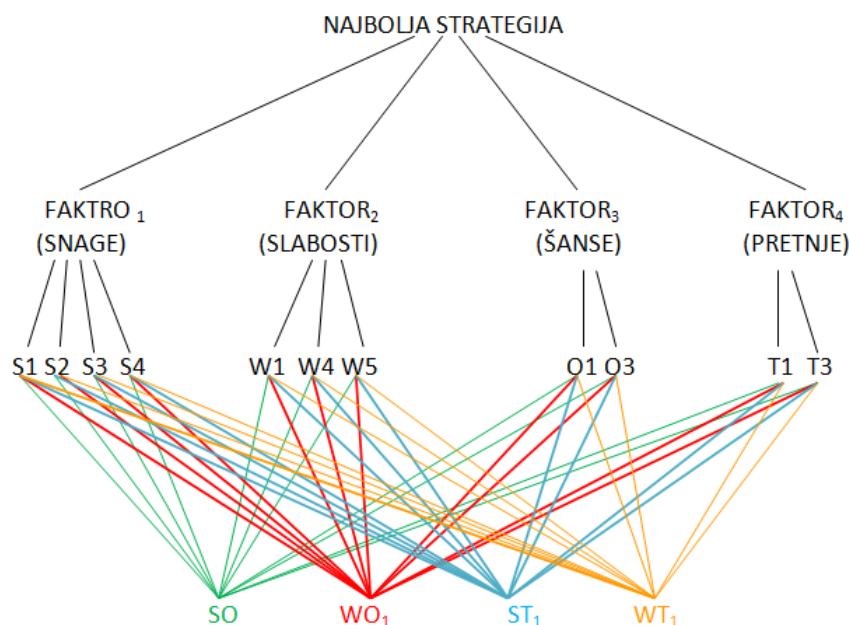 NAJBOLJA STRATEGIJA
FAKTRO 1 FAKTOR2 FAKTOR3 FAKTOR4
(SNAGE) (SLABOSTI) (ŠANSE) (PRETNJE)
S1 S2 S3 S4 W1 W4 W5 O1 O3 T1 T3
SO WO1 ST1 WT1